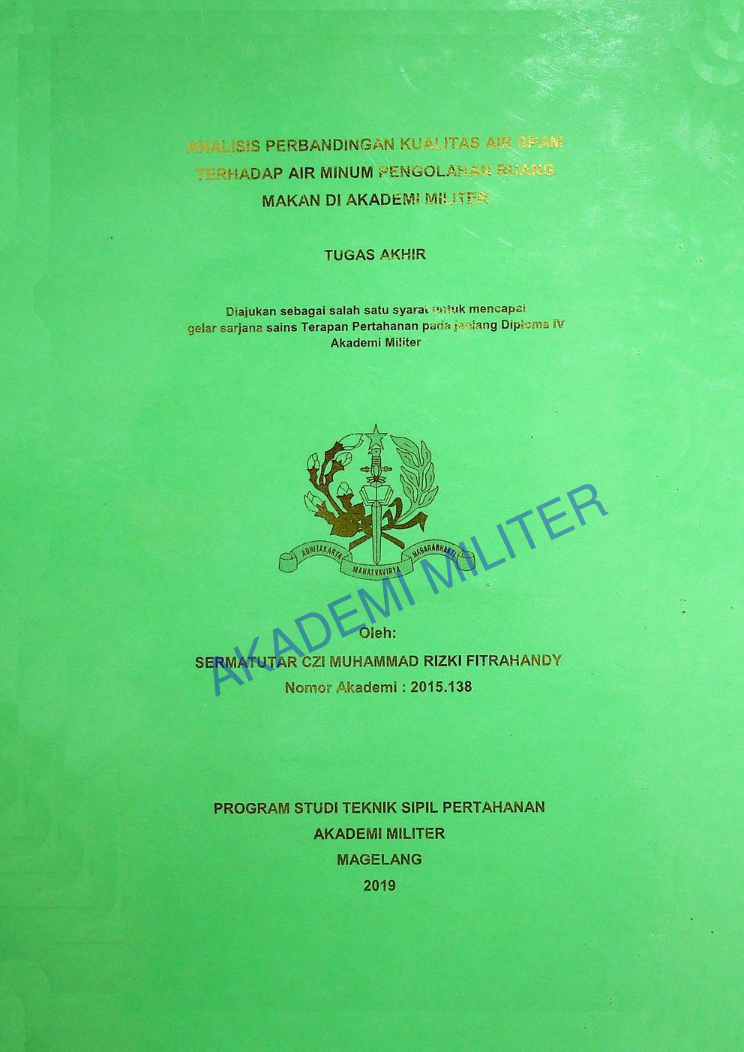 ANALISIS PERBANDINGAN KUALITAS AIR SPAM
TERHADAP AIR MINUM PENGOLAHAN RUANG
MAKAN DI AKADEMI MILITER
TUGAS AKHIR
Diajukan sebagai salah satu syarat untuk mencapai
gelar sarjana sains Terapan Pertahanan pada jenjang Diploma IV
Akademi Militer
ADHITAKARYA
MAHATVAVIRYA
NAGARABHAKTI
AKADEMI MILITER
Oleh:
SERMATUTAR CZI MUHAMMAD RIZKI FITRAHANDY
Nomor Akademi : 2015.138
PROGRAM STUDI TEKNIK SIPIL PERTAHANAN
AKADEMI MILITER
MAGELANG
2019